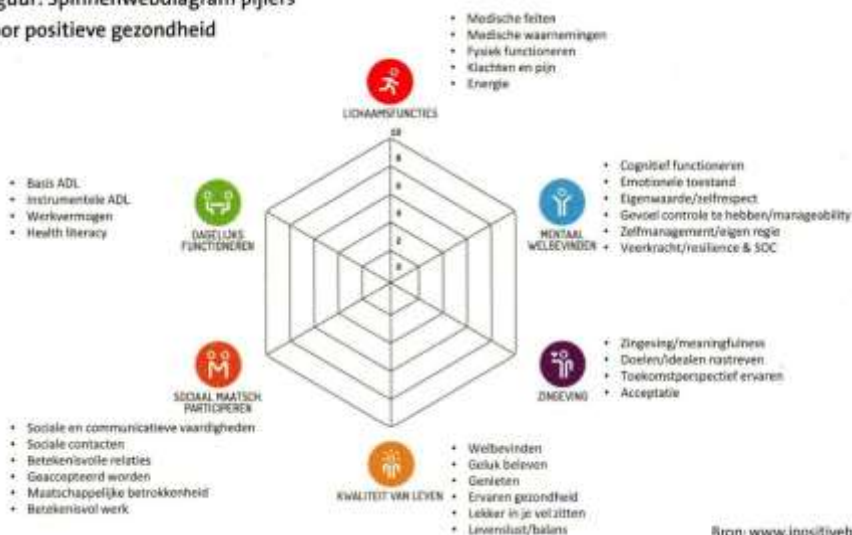 guur: Spinnenwebdiagram pijlers
or positieve gezondheid
• Medische feiten
• Medische waarnemingen
• Fysiek functioneren
• Klachten en pijn
• Energie
LICHAAMSFUNCTIES
10
8
6
4
2
0
• Cognitief functioneren
• Emotionele toestand
• Eigenwaarde/zelfrespect
• Gevoel controle te hebben/manageability
• Zelfmanagement/eigen regie
• Veerkracht/resilience & SOC
MENTAAL
WELBEVINDEN
• Basis ADL
• Instrumentele ADL
• Werkvermogen
• Health literacy
DAGELIJKS
FUNCTIONEREN
• Zingeving/meaningfulness
• Doelen/idealen nastreven
• Toekomstperspectief ervaren
• Acceptatie
ZINGEVING
SOCIAAL MAATSCH.
PARTICIPEREN
• Sociale en communicatieve vaardigheden
• Sociale contacten
• Betekenisvolle relaties
• Geaccepteerd worden
• Maatschappelijke betrokkenheid
• Betekenisvol werk
KWALITEIT VAN LEVEN
• Welbevinden
• Geluk beleven
• Genieten
• Ervaren gezondheid
• Lekker in je vel zitten
• Levenslust/balans
Bron: www.ipositiveh